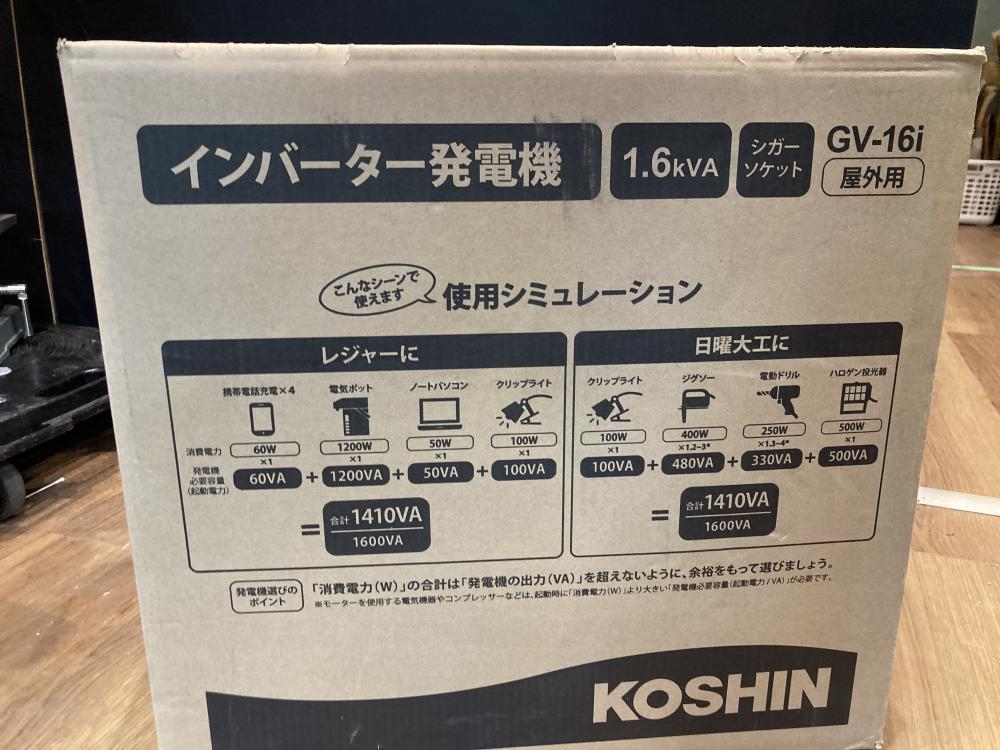 インバーター発電機
1.6kVA
シガー
ソケット
GV-16i
屋外用
こんなシーンで
使えます
使用シミュレーション
レジャーに
携帯電話充電×4 電気ポット ノートパソコン クリップライト
消費電力 60W 1200W 50W 100W
×1 ×1 ×1 ×1
発電機
必要容量
(起動電力)
60VA + 1200VA + 50VA + 100VA
= 合計1410VA
1600VA
日曜大工に
クリップライト ジグソー 電動ドリル ハロゲン投光器
100W 400W 250W 500W
×1 ×1.2~3* ×1.3~4* ×1
100VA + 480VA + 330VA + 500VA
= 合計1410VA
1600VA
発電機選びの
ポイント
「消費電力(W)」の合計は「発電機の出力(VA)」を超えないように、余裕をもって選びましょう。
※モーターを使用する電気機器やコンプレッサーなどは、起動時に「消費電力(W)」より大きい「発電機必要容量(起動電力/VA)」が必要です。
KOSHIN